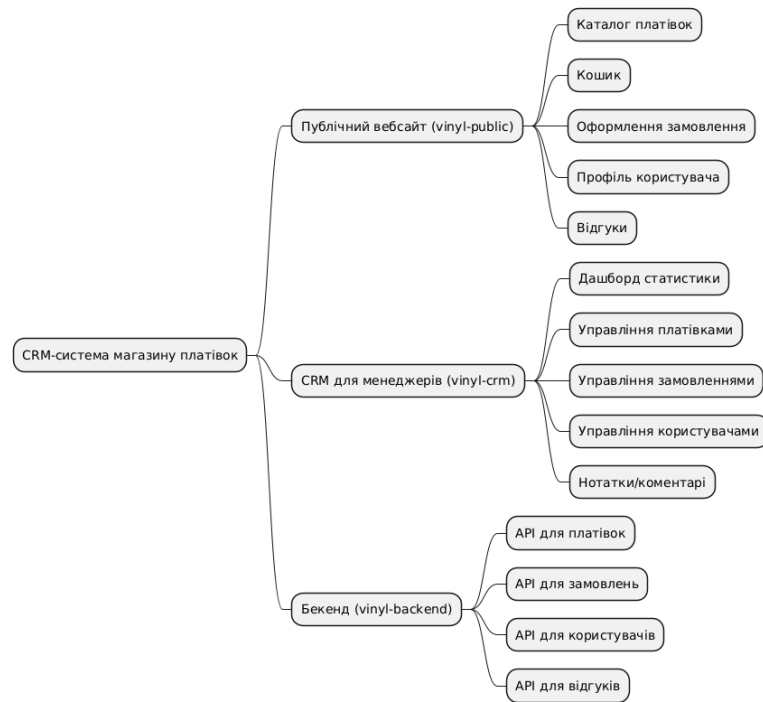 Каталог платівок
Кошик
Публічний вебсайт (vinyl-public)
Оформлення замовлення
Профіль користувача
Відгуки
Дашборд статистики
Управління платівками
CRM-система магазину платівок
CRM для менеджерів (vinyl-crm)
Управління замовленнями
Управління користувачами
Нотатки/коментарі
API для платівок
API для замовлень
Бекенд (vinyl-backend)
API для користувачів
API для відгуків